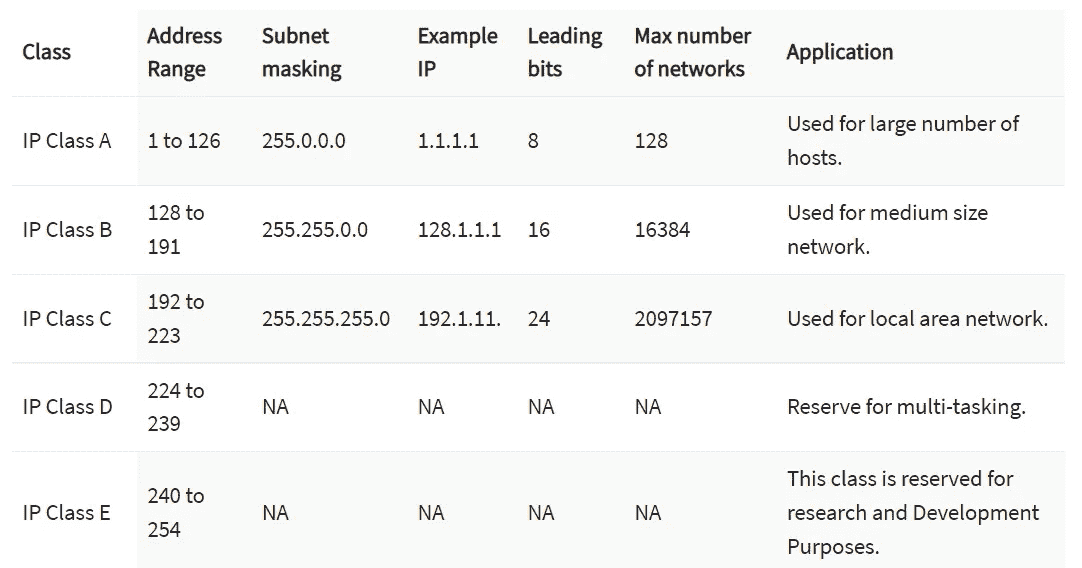 Class Address Range Subnet masking Example IP Leading bits Max number of networks Application
IP Class A 1 to 126 255.0.0.0 1.1.1.1 8 128 Used for large number of hosts.
IP Class B 128 to 191 255.255.0.0 128.1.1.1 16 16384 Used for medium size network.
IP Class C 192 to 223 255.255.255.0 192.1.11. 24 2097157 Used for local area network.
IP Class D 224 to 239 NA NA NA NA Reserve for multi-tasking.
IP Class E 240 to 254 NA NA NA NA This class is reserved for research and Development Purposes.